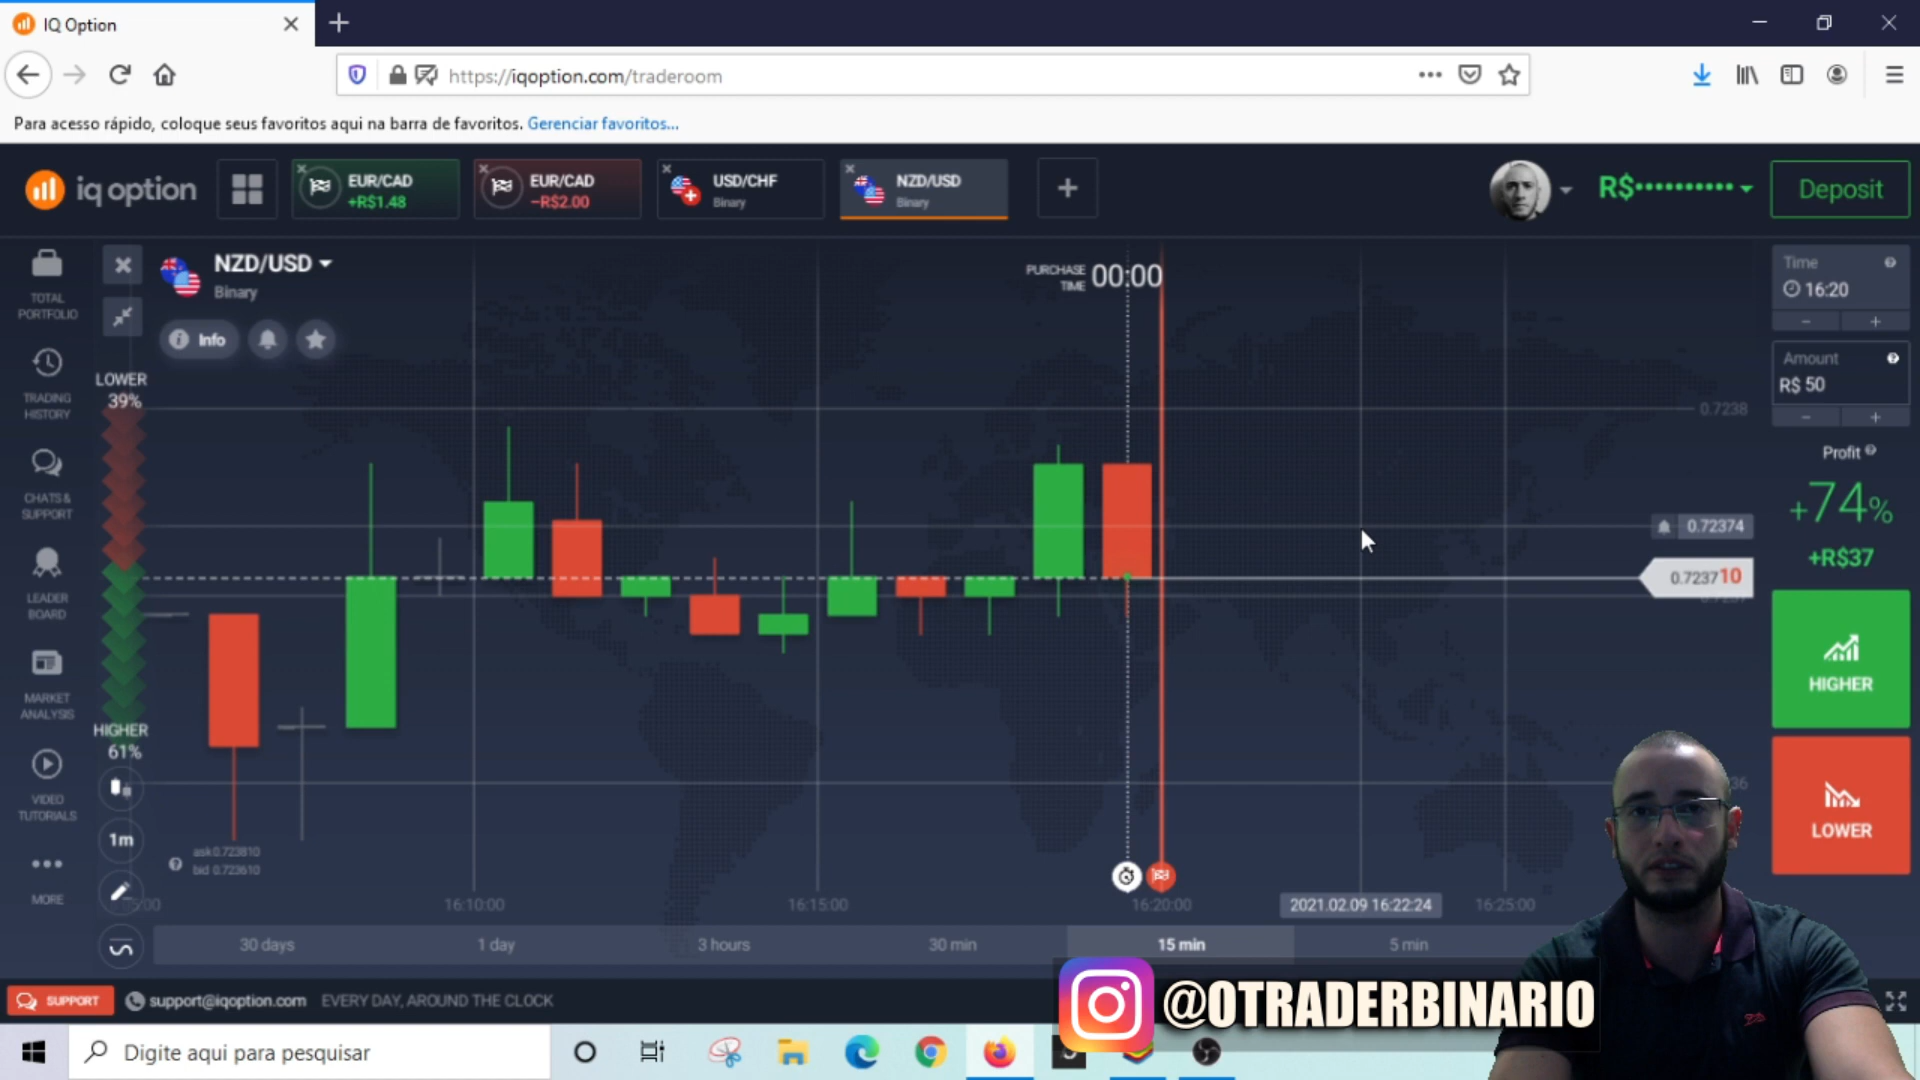 IQ Option
https://iqoption.com/traderoom
Para acesso rápido, coloque seus favoritos aqui na barra de favoritos. Gerenciar favoritos...
iq option
EUR/CAD
+R$1.48
EUR/CAD
-R$2.00
USD/CHF
Binary
NZD/USD
Binary
R$••••••••••
Deposit
TOTAL
PORTFOLIO
TRADING
HISTORY
CHATS &
SUPPORT
LEADER
BOARD
MARKET
ANALYSIS
VIDEO
TUTORIALS
MORE
NZD/USD
Binary
Info
LOWER
39%
HIGHER
61%
1m
ask 0.723810
bid 0.723610
PURCHASE
TIME 00:00
0.7238
0.72374
0.723710
16:10:00
16:15:00
16:20:00
2021.02.09 16:22:24
16:25:00
30 days
1 day
3 hours
30 min
15 min
5 min
Time
16:20
Amount
R$ 50
Profit
+74%
+R$37
HIGHER
LOWER
SUPPORT
support@iqoption.com EVERY DAY, AROUND THE CLOCK
@OTRADERBINARIO
Digite aqui para pesquisar